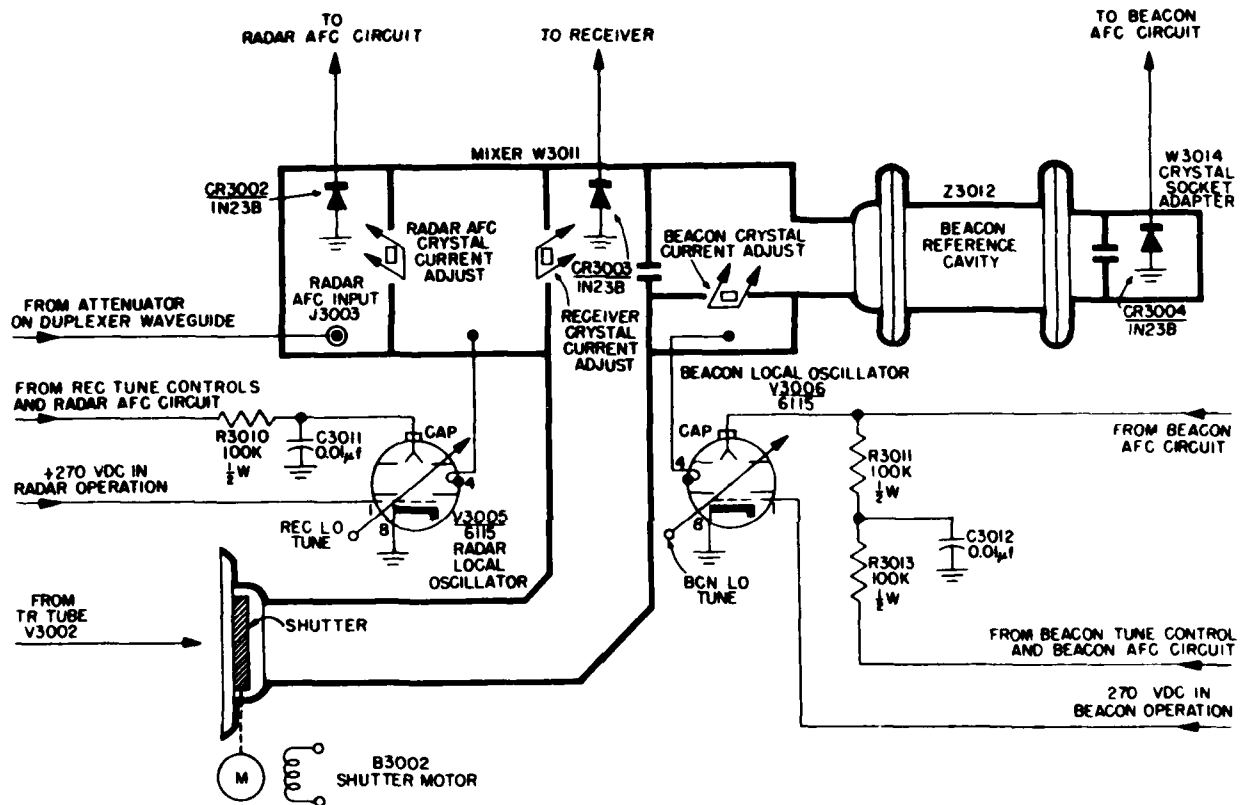 TO
RADAR AFC CIRCUIT
TO RECEIVER
TO BEACON
AFC CIRCUIT
MIXER W3011
W3014
CRYSTAL
SOCKET
ADAPTER
CR3002
1N23B
Z3012
RADAR AFC
CRYSTAL
CURRENT
ADJUST
BEACON CRYSTAL
CURRENT ADJUST
BEACON
REFERENCE
CAVITY
CR3003
1N23B
RADAR
AFC INPUT
J3003
CR3004
1N23B
FROM ATTENUATOR
ON DUPLEXER WAVEGUIDE
RECEIVER
CRYSTAL
CURRENT
ADJUST
FROM REC TUNE CONTROLS
AND RADAR AFC CIRCUIT
BEACON LOCAL OSCILLATOR
V3006
6115
R3010
100K
½W
C3011
0.01μf
CAP
CAP
FROM BEACON
AFC CIRCUIT
+270 VDC IN
RADAR OPERATION
4
4
R3011
100K
½W
1
1
REC LO
TUNE
8
V3005
6115
RADAR
LOCAL
OSCILLATOR
8
BCN LO
TUNE
C3012
0.01μf
R3013
100K
½W
FROM
TR TUBE
V3002
SHUTTER
FROM BEACON TUNE CONTROL
AND BEACON AFC CIRCUIT
270 VDC IN
BEACON OPERATION
M
B3002
SHUTTER MOTOR